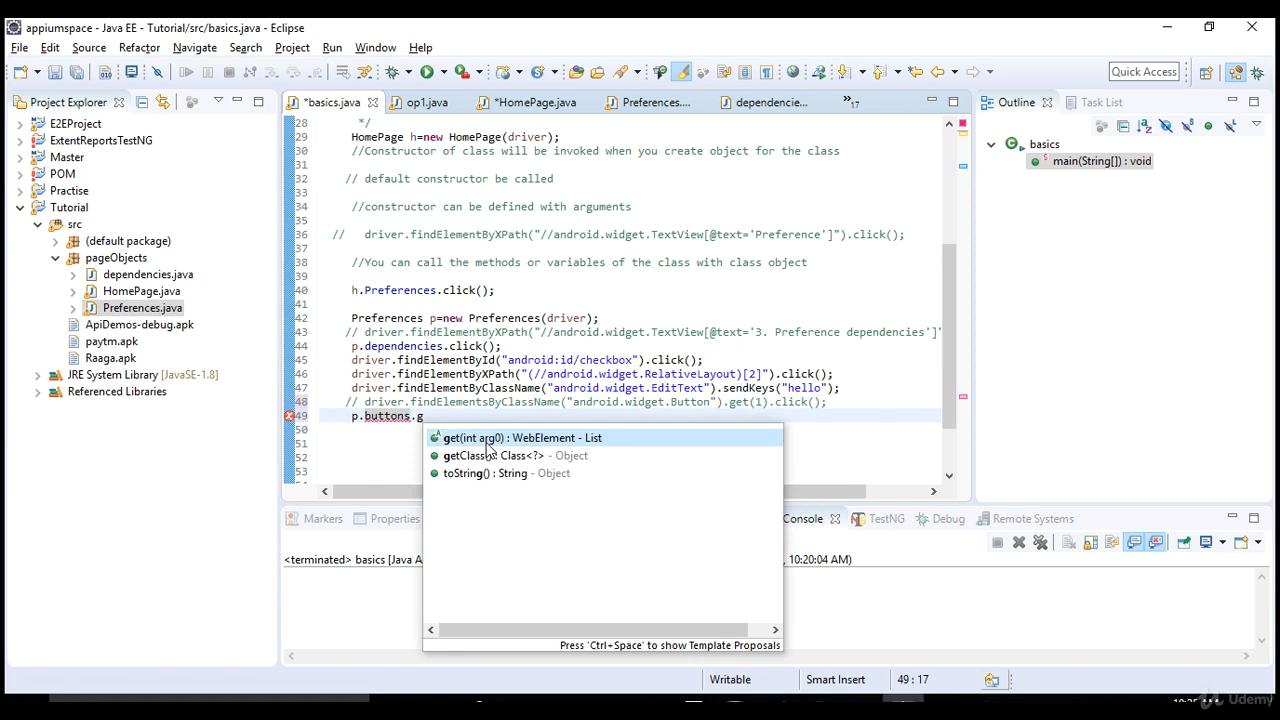 appiumspace - Java EE - Tutorial/src/basics.java - Eclipse
File Edit Source Refactor Navigate Search Project Run Window Help
Quick Access
Project Explorer
*basics.java op1.java *HomePage.java Preferences.... dependencie... »17
Outline Task List
E2EProject
ExtentReportsTestNG
Master
POM
Practise
Tutorial
src
(default package)
pageObjects
dependencies.java
HomePage.java
Preferences.java
ApiDemos-debug.apk
paytm.apk
Raaga.apk
JRE System Library [JavaSE-1.8]
Referenced Libraries
28 */
29 HomePage h=new HomePage(driver);
30 //Constructor of class will be invoked when you create object for the class
31
32 // default constructor be called
33
34 //constructor can be defined with arguments
35
36 // driver.findElementByXPath("//android.widget.TextView[@text='Preference']").click();
37
38 //You can call the methods or variables of the class with class object
39
40 h.Preferences.click();
41
42 Preferences p=new Preferences(driver);
43 // driver.findElementByXPath("//android.widget.TextView[@text='3. Preference dependencies']"
44 p.dependencies.click();
45 driver.findElementById("android:id/checkbox").click();
46 driver.findElementByXPath("(//android.widget.RelativeLayout)[2]").click();
47 driver.findElementByClassName("android.widget.EditText").sendKeys("hello");
48 // driver.findElementsByClassName("android.widget.Button").get(1).click();
49 p.buttons.g
50
51
52
53
54
get(int arg0) : WebElement - List
getClass() : Class<?> - Object
toString() : String - Object
Press 'Ctrl+Space' to show Template Proposals
basics
main(String[]) : void
Markers Properties Console TestNG Debug Remote Systems
<terminated> basics [Java A , 10:20:04 AM)
Writable Smart Insert 49 : 17
Udemy